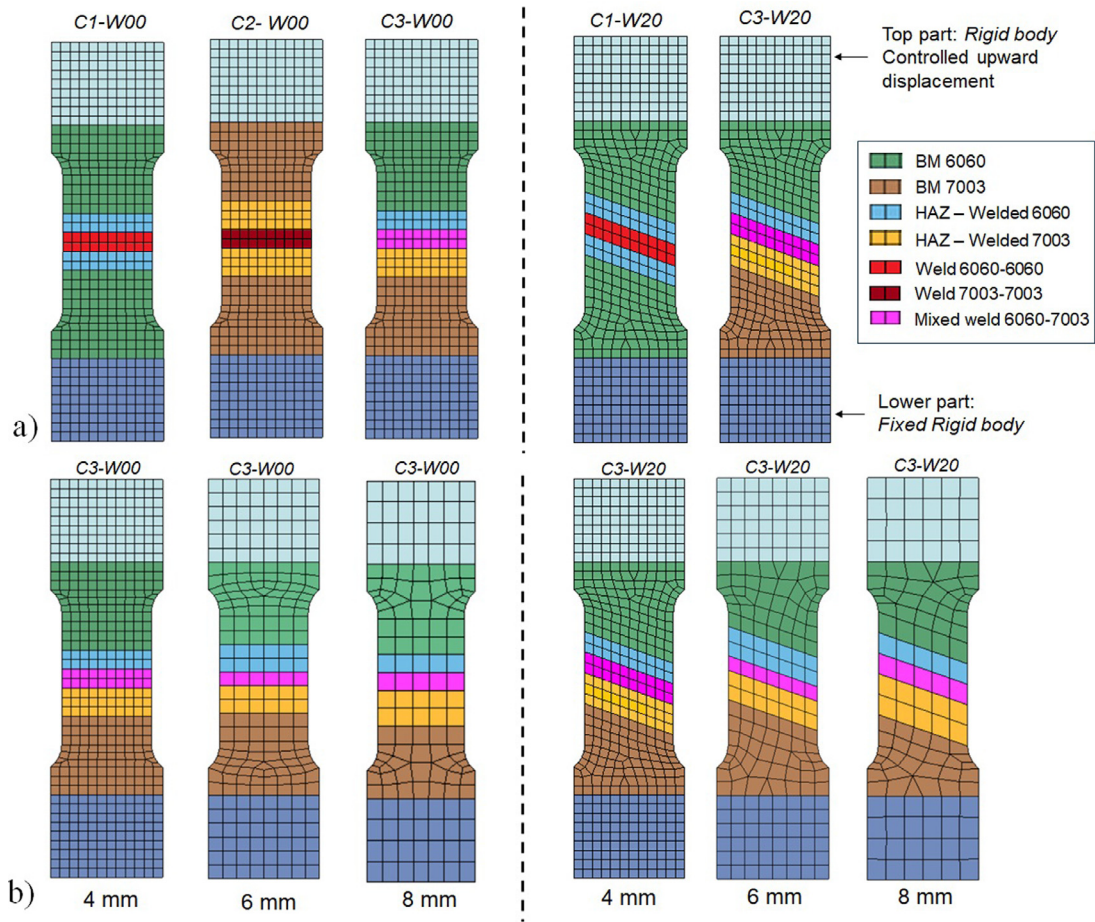 C1-W00
C2- W00
C3-W00
C1-W20
C3-W20
Top part: Rigid body
Controlled upward
displacement
BM 6060
BM 7003
HAZ – Welded 6060
HAZ – Welded 7003
Weld 6060-6060
Weld 7003-7003
Mixed weld 6060-7003
Lower part:
Fixed Rigid body
a)
C3-W00
C3-W00
C3-W00
C3-W20
C3-W20
C3-W20
b)
4 mm
6 mm
8 mm
4 mm
6 mm
8 mm